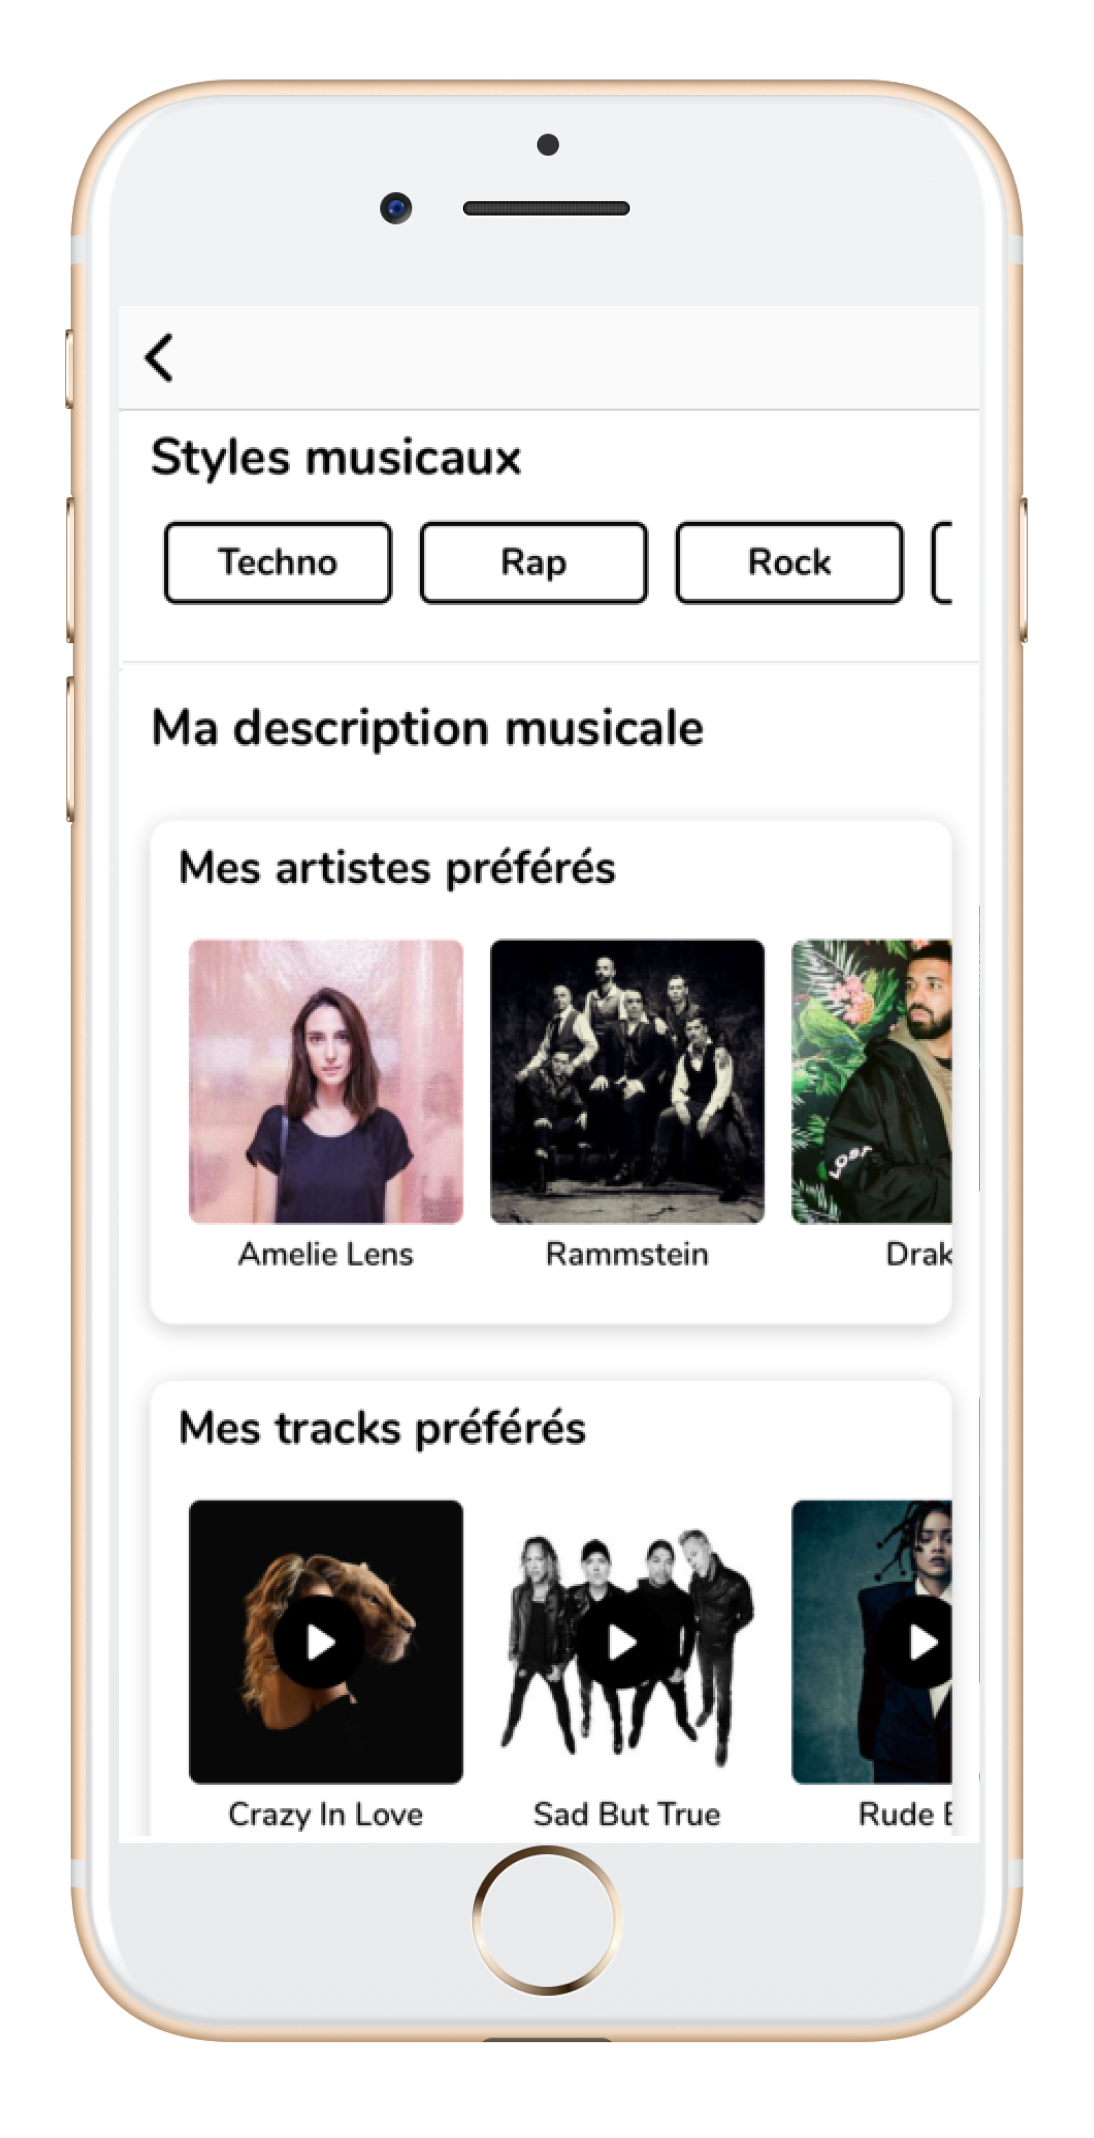 Styles musicaux
Techno Rap Rock
Ma description musicale
Mes artistes préférés
Amelie Lens Rammstein Drak
Mes tracks préférés
Crazy In Love Sad But True Rude